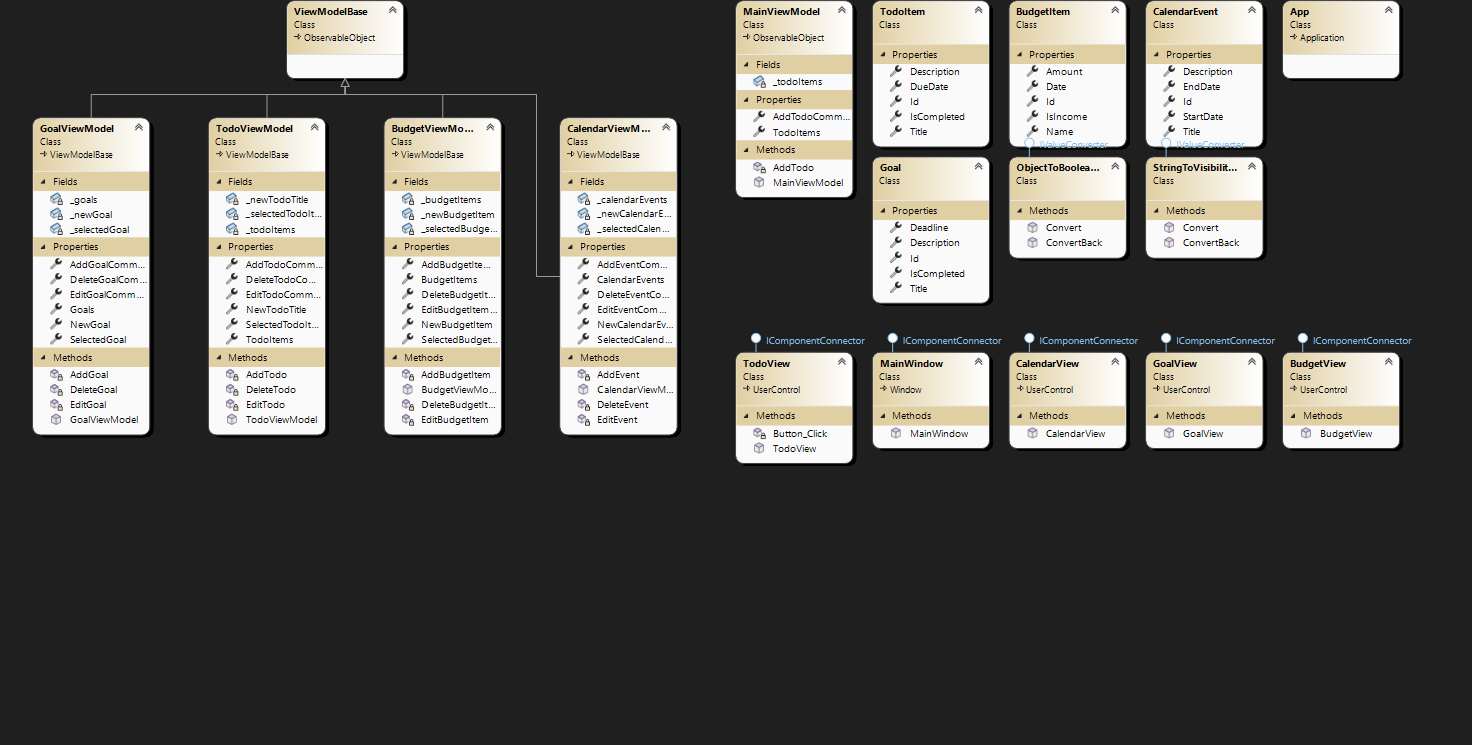 ViewModelBase
Class
ObservableObject
GoalViewModel
Class
ViewModelBase
Fields
_goals
_newGoal
_selectedGoal
Properties
AddGoalComm...
DeleteGoalCom...
EditGoalComm...
Goals
NewGoal
SelectedGoal
Methods
AddGoal
DeleteGoal
EditGoal
GoalViewModel
TodoViewModel
Class
ViewModelBase
Fields
_newTodoTitle
_selectedTodoIt...
_todoItems
Properties
AddTodoComm...
DeleteTodoCo...
EditTodoComm...
NewTodoTitle
SelectedTodoIt...
TodoItems
Methods
AddTodo
DeleteTodo
EditTodo
TodoViewModel
BudgetViewMo...
Class
ViewModelBase
Fields
_budgetItems
_newBudgetItem
_selectedBudge...
Properties
AddBudgetIte...
BudgetItems
DeleteBudgetIt...
EditBudgetItem...
NewBudgetItem
SelectedBudget...
Methods
AddBudgetItem
BudgetViewMo...
DeleteBudgetIt...
EditBudgetItem
CalendarViewM...
Class
ViewModelBase
Fields
_calendarEvents
_newCalendarE...
_selectedCalen...
Properties
AddEventCom...
CalendarEvents
DeleteEventCo...
EditEventCom...
NewCalendarEv...
SelectedCalend...
Methods
AddEvent
CalendarViewM...
DeleteEvent
EditEvent
MainViewModel
Class
ObservableObject
Fields
_todoItems
Properties
AddTodoComm...
TodoItems
Methods
AddTodo
MainViewModel
TodoItem
Class
Properties
Description
DueDate
Id
IsCompleted
Title
BudgetItem
Class
Properties
Amount
Date
Id
IsIncome
Name
CalendarEvent
Class
Properties
Description
EndDate
Id
StartDate
Title
App
Class
Application
Goal
Class
Properties
Deadline
Description
Id
IsCompleted
Title
IValueConverter
ObjectToBoolea...
Class
Methods
Convert
ConvertBack
IValueConverter
StringToVisibilit...
Class
Methods
Convert
ConvertBack
IComponentConnector
TodoView
Class
UserControl
Methods
Button_Click
TodoView
IComponentConnector
MainWindow
Class
Window
Methods
MainWindow
IComponentConnector
CalendarView
Class
UserControl
Methods
CalendarView
IComponentConnector
GoalView
Class
UserControl
Methods
GoalView
IComponentConnector
BudgetView
Class
UserControl
Methods
BudgetView